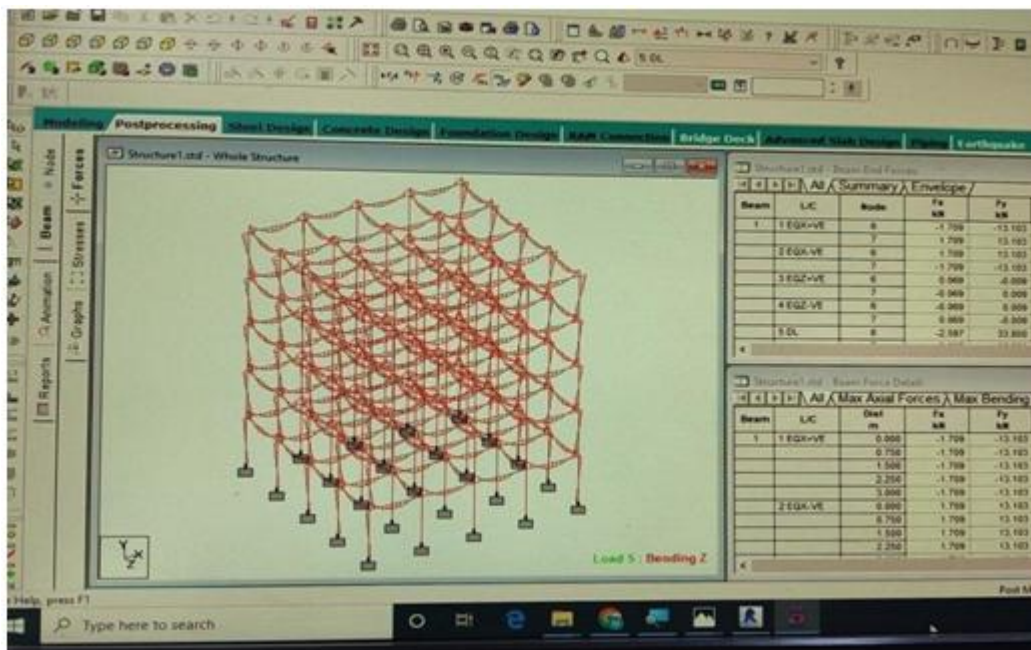 5 DL
Modeling Postprocessing Steel Design Concrete Design Foundation Design RAM Connection Bridge Deck Advanced Slab Design Piping Earthquake
Node
Beam
Animation
Reports
Forces
Stresses
Graphs
Structure1.std - Whole Structure
Load 5 : Bending Z
Y
X
Z
Structure1.std - Beam End Forces
All Summary Envelope
Beam L/C Node Fx kN Fy kN
1 1 EQX+VE 6 -1.709 -13.103
7 1.709 13.103
2 EQX-VE 6 1.709 13.103
7 -1.709 -13.103
3 EQZ+VE 6 0.069 -0.009
7 -0.069 0.009
4 EQZ-VE 6 -0.069 0.009
7 0.069 -0.009
5 DL 6
Structure1.std - Beam Force Detail
All Max Axial Forces Max Bending
Beam L/C Dist m Fx kN Fy kN
1 1 EQX+VE 0.000 -1.709 -13.103
0.750 -1.709 -13.103
1.500 -1.709 -13.103
2.250 -1.709 -13.103
3.000 -1.709 -13.103
2 EQX-VE 0.000 1.709 13.103
0.750 1.709 13.103
1.500 1.709 13.103
2.250 1.709 13.103
Help, press F1
Post M
Type here to search